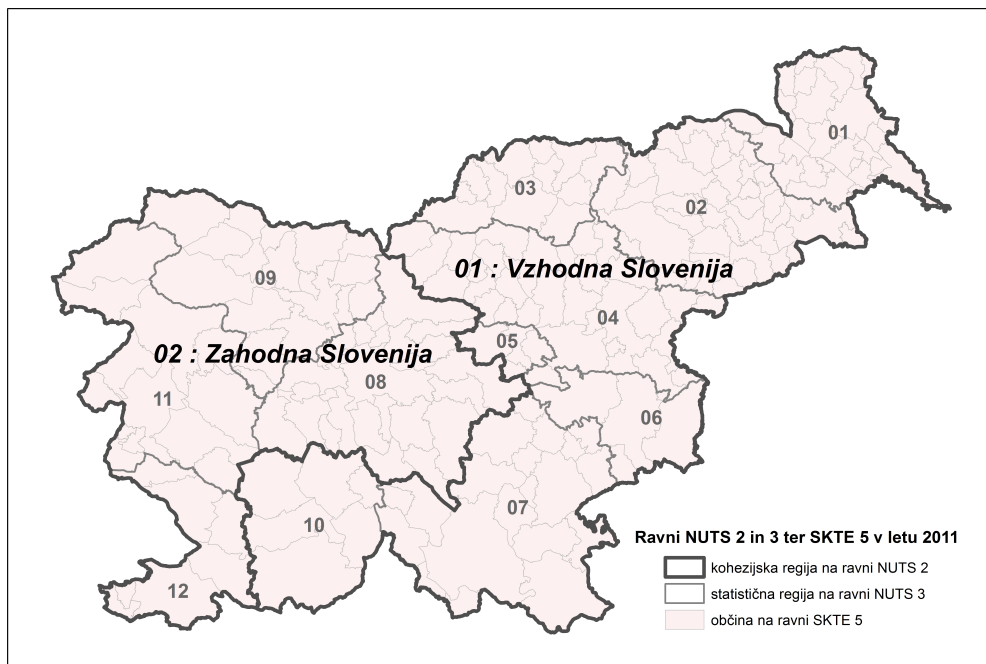 01
03
02
01 : Vzhodna Slovenija
09
04
05
02 : Zahodna Slovenija
08
11
06
07
10
12
Ravni NUTS 2 in 3 ter SKTE 5 v letu 2011
kohezijska regija na ravni NUTS 2
statistična regija na ravni NUTS 3
občina na ravni SKTE 5